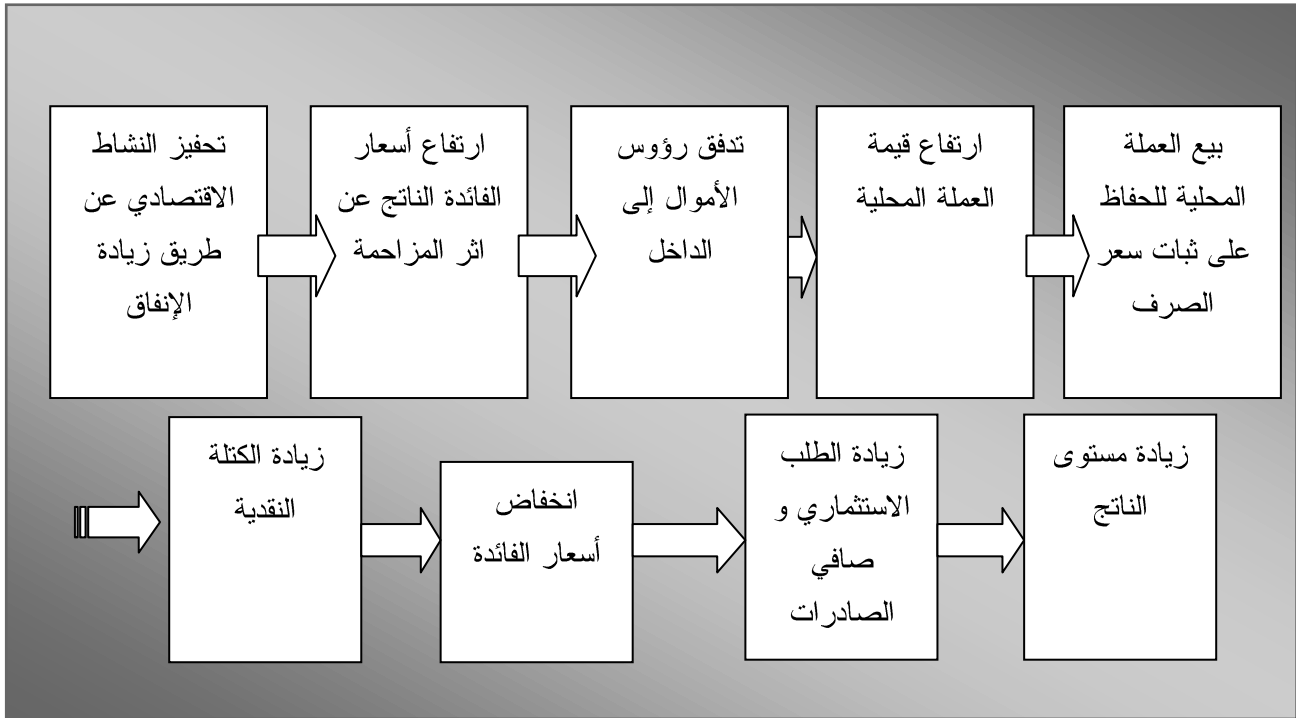 تحفيز النشاط
الاقتصادي عن
طريق زيادة
الإنفاق
ارتفاع أسعار
الفائدة الناتج عن
اثر المزاحمة
تدفق رؤوس
الأموال إلى
الداخل
ارتفاع قيمة
العملة المحلية
بيع العملة
المحلية للحفاظ
على ثبات سعر
الصرف
زيادة الكتلة
النقدية
انخفاض
أسعار الفائدة
زيادة الطلب
الاستثماري و
صافي
الصادرات
زيادة مستوى
الناتج